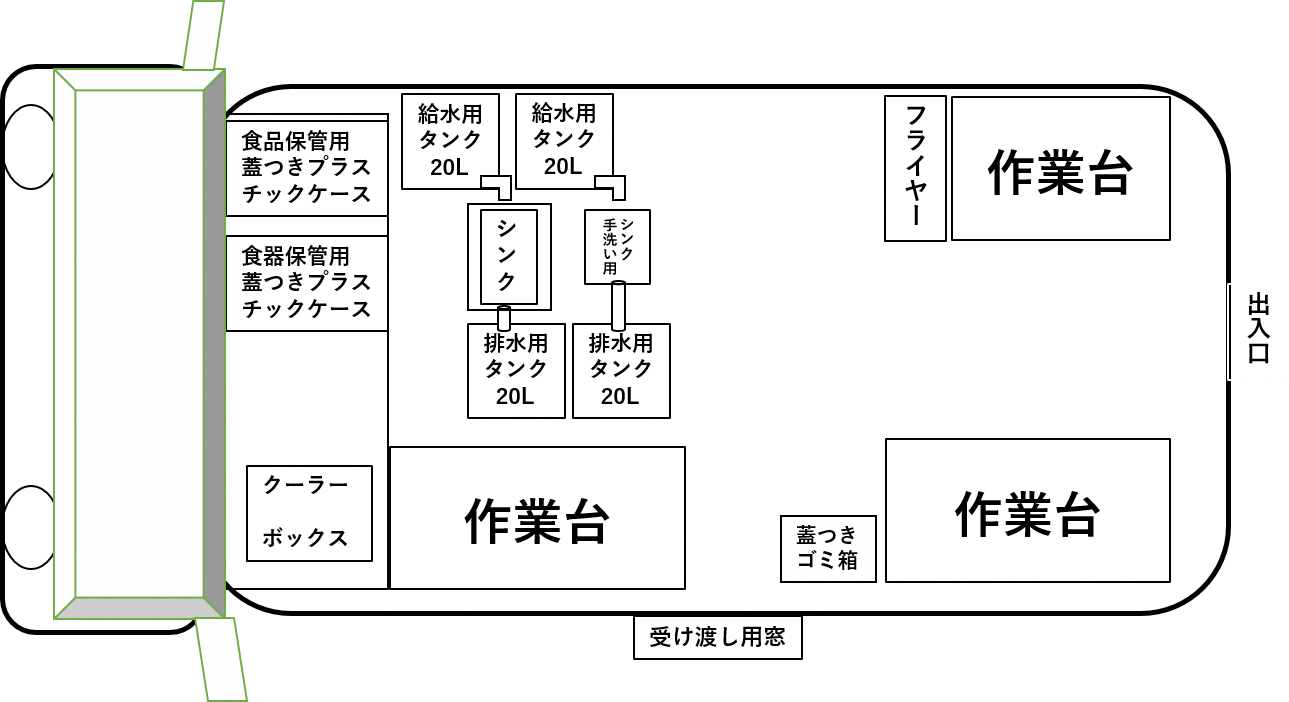 食品保管用
蓋つきプラス
チックケース
食器保管用
蓋つきプラス
チックケース
クーラー
ボックス
給水用
タンク
20L
給水用
タンク
20L
シンク
シンク
手洗い用
排水用
タンク
20L
排水用
タンク
20L
作業台
フライヤー
作業台
出入口
蓋つき
ゴミ箱
作業台
受け渡し用窓